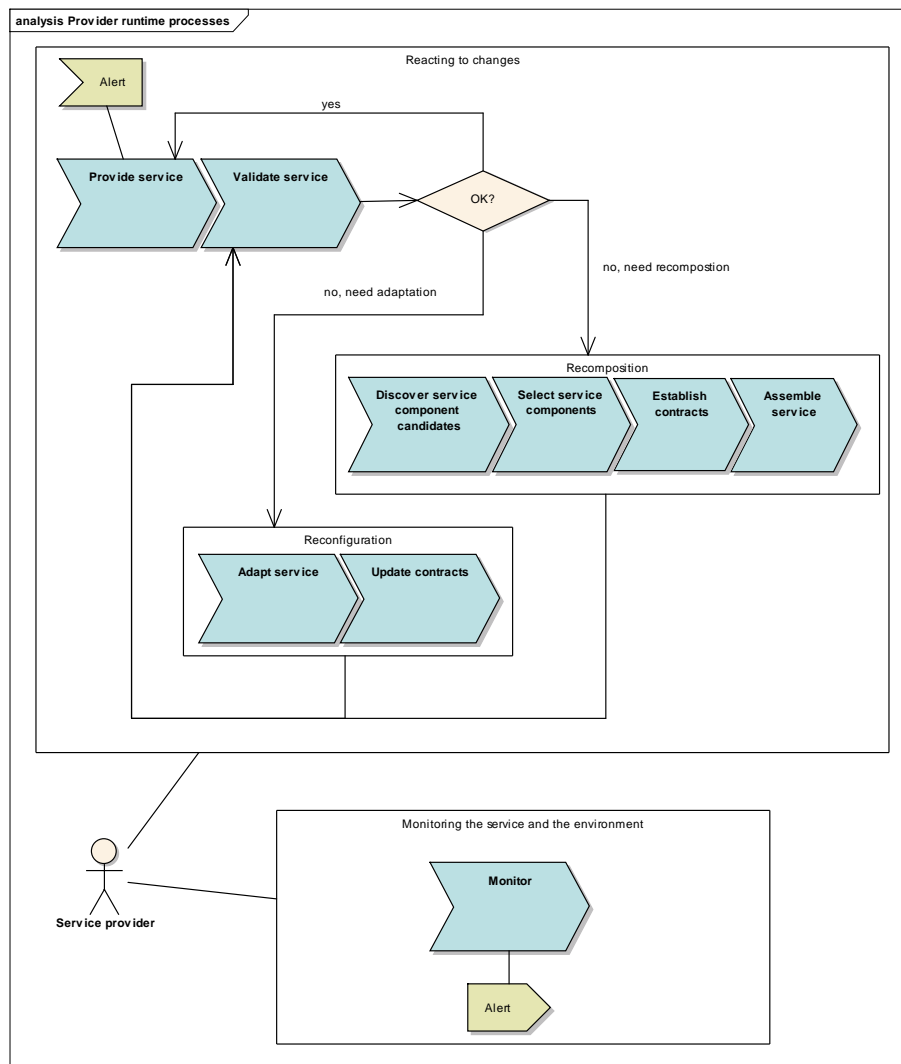 analysis Provider runtime processes
Reacting to changes
Alert
yes
Provide service
Validate service
OK?
no, need recompostion
no, need adaptation
Recomposition
Discover service
component
candidates
Select service
components
Establish
contracts
Assemble
service
Reconfiguration
Adapt service
Update contracts
Monitoring the service and the environment
Monitor
Service provider
Alert